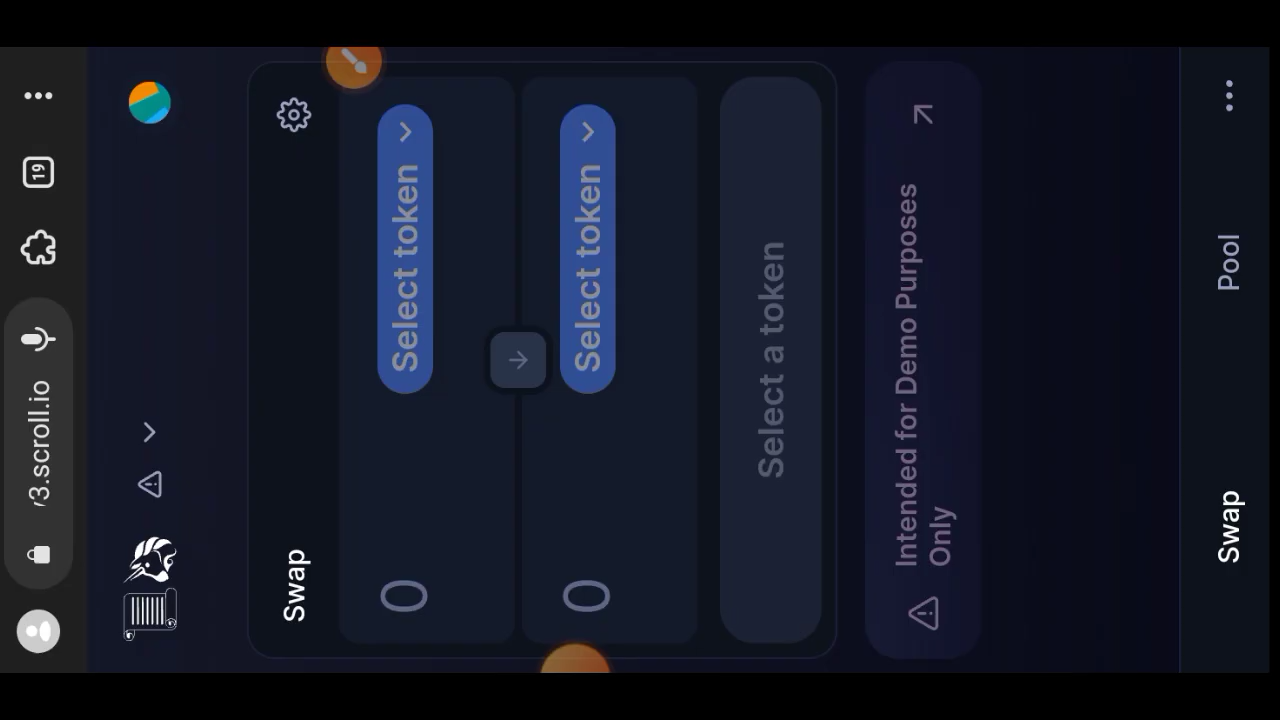 /3.scroll.io
19
Swap
0
Select token
0
Select token
Select a token
Intended for Demo Purposes
Only
Swap
Pool